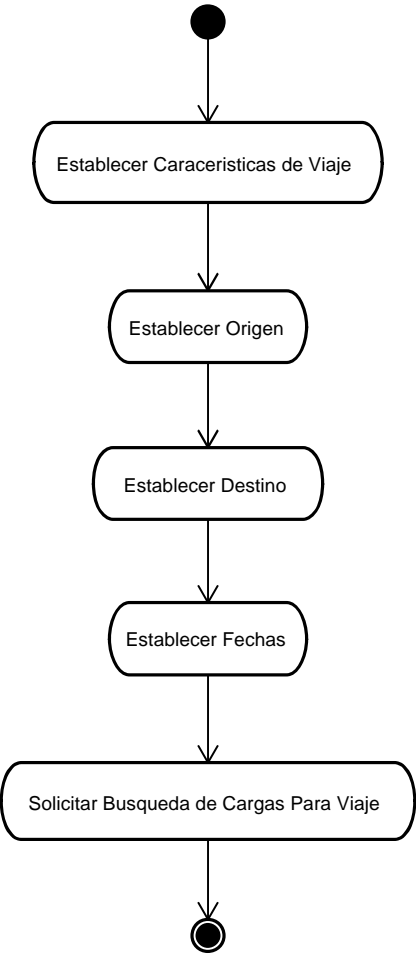 Establecer Caraceristicas de Viaje
Establecer Origen
Establecer Destino
Establecer Fechas
Solicitar Busqueda de Cargas Para Viaje